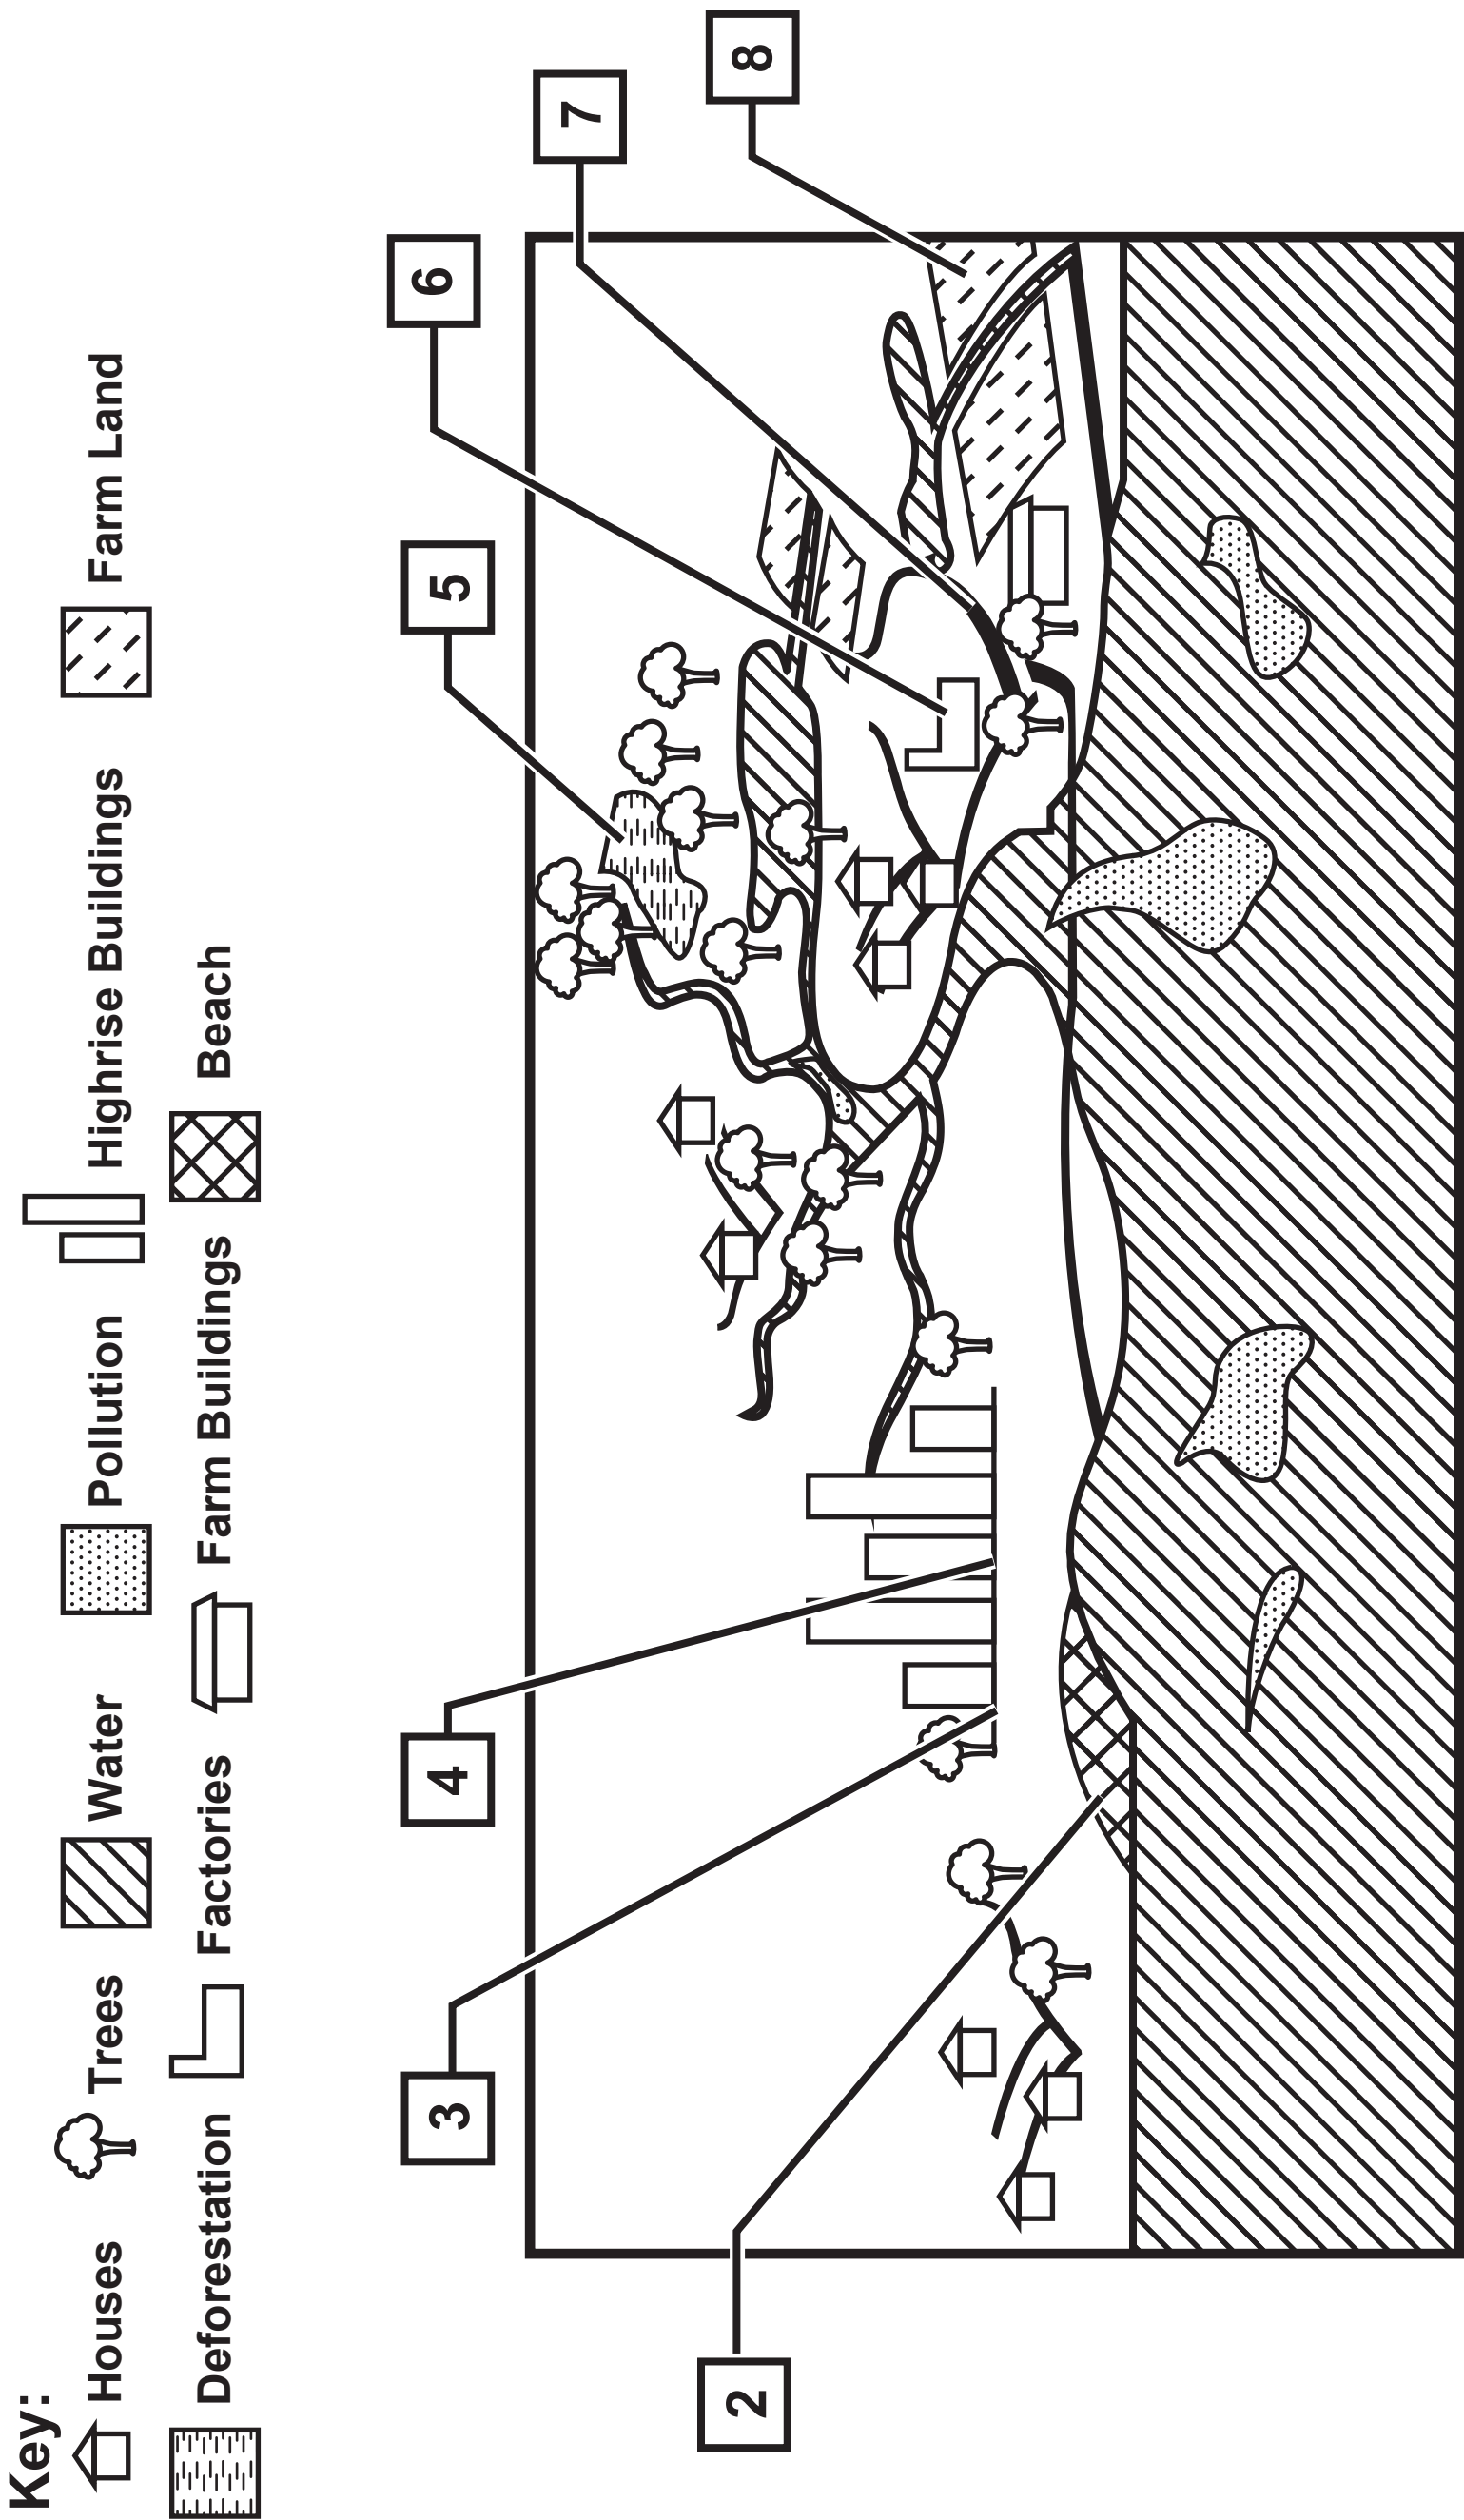 Key:
Houses Trees Water Pollution Highrise Buildings Farm Land
Deforestation Factories Farm Buildings Beach
2
3
4
5
6
7
8